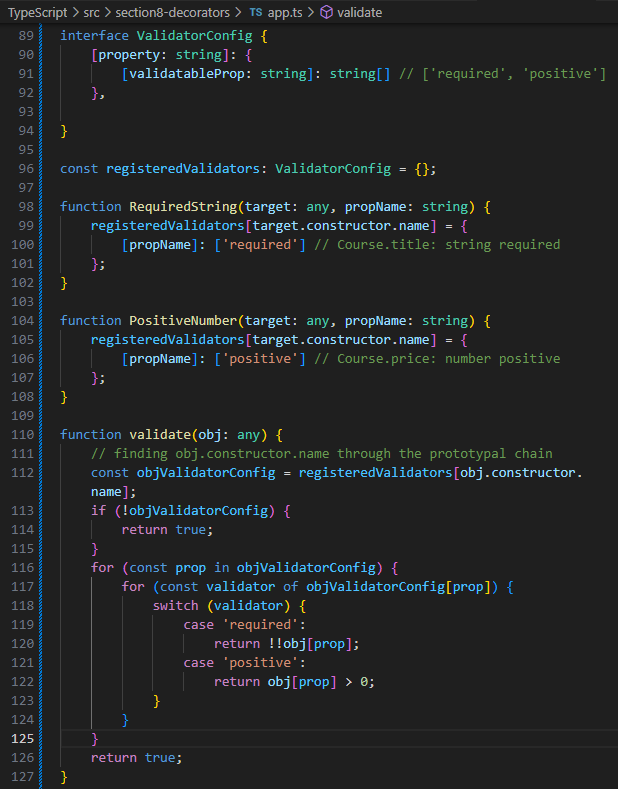 TypeScript > src > section8-decorators > TS app.ts > validate
89 interface ValidatorConfig {
90     [property: string]: {
91         [validatableProp: string]: string[] // ['required', 'positive']
92     },
93
94 }
95
96 const registeredValidators: ValidatorConfig = {};
97
98 function RequiredString(target: any, propName: string) {
99     registeredValidators[target.constructor.name] = {
100         [propName]: ['required'] // Course.title: string required
101     };
102 }
103
104 function PositiveNumber(target: any, propName: string) {
105     registeredValidators[target.constructor.name] = {
106         [propName]: ['positive'] // Course.price: number positive
107     };
108 }
109
110 function validate(obj: any) {
111     // finding obj.constructor.name through the prototypal chain
112     const objValidatorConfig = registeredValidators[obj.constructor.
    name];
113     if (!objValidatorConfig) {
114         return true;
115     }
116     for (const prop in objValidatorConfig) {
117         for (const validator of objValidatorConfig[prop]) {
118             switch (validator) {
119                 case 'required':
120                     return !!obj[prop];
121                 case 'positive':
122                     return obj[prop] > 0;
123             }
124         }
125     }
126     return true;
127 }